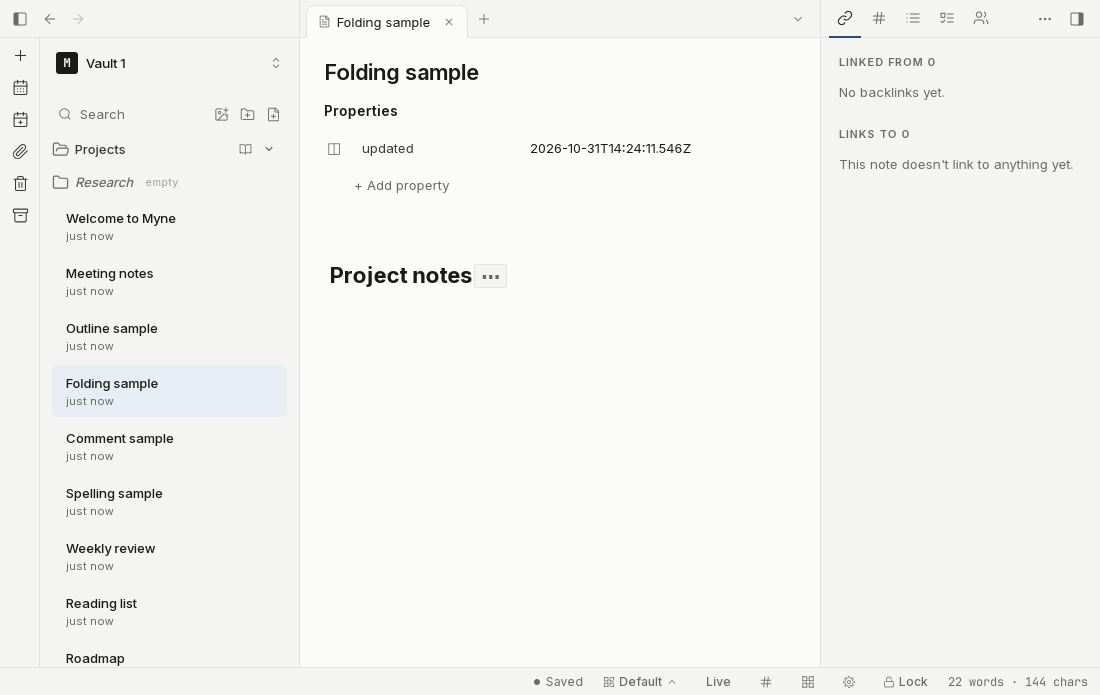 Folding sample
M Vault 1
Search
Projects
Research empty
Welcome to Myne
just now
Meeting notes
just now
Outline sample
just now
Folding sample
just now
Comment sample
just now
Spelling sample
just now
Weekly review
just now
Reading list
just now
Roadmap
Folding sample
Properties
updated 2026-10-31T14:24:11.546Z
+ Add property
Project notes …
LINKED FROM 0
No backlinks yet.
LINKS TO 0
This note doesn't link to anything yet.
Saved Default Live Lock 22 words · 144 chars